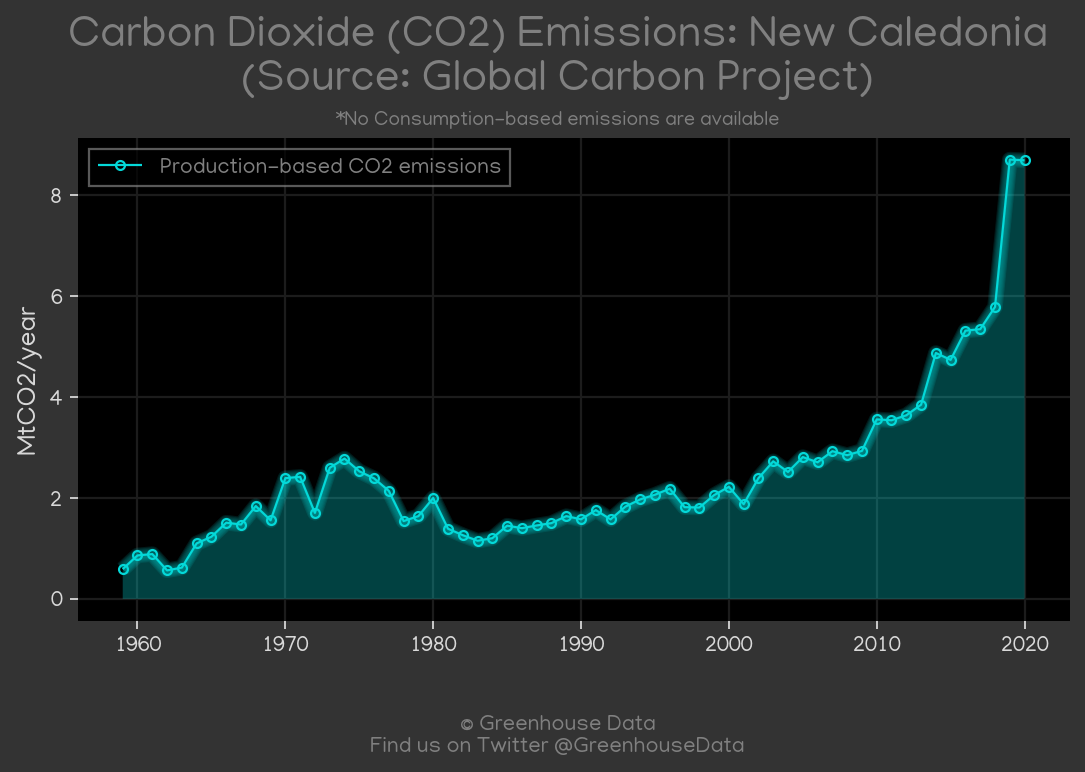 Carbon Dioxide (CO2) Emissions: New Caledonia
(Source: Global Carbon Project)
*No Consumption-based emissions are available
Production-based CO2 emissions
MtCO2/year
8
6
4
2
0
1960 1970 1980 1990 2000 2010 2020
© Greenhouse Data
Find us on Twitter @GreenhouseData